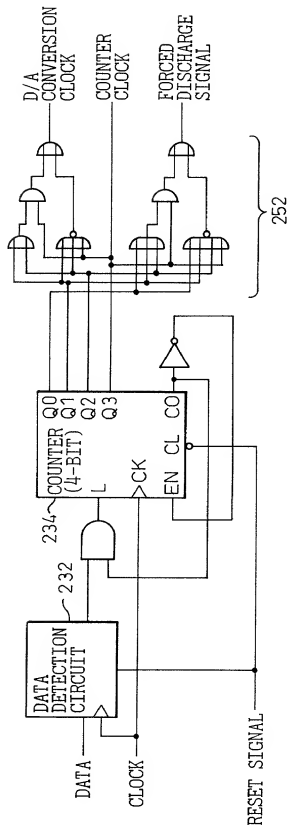 DATA
CLOCK
RESET SIGNAL
DATA
DETECTION
CIRCUIT
232
234
COUNTER
(4-BIT)
L
CK
EN
CL
CO
Q0
Q1
Q2
Q3
D/A
CONVERSION
CLOCK
COUNTER
CLOCK
FORCED
DISCHARGE
SIGNAL
252